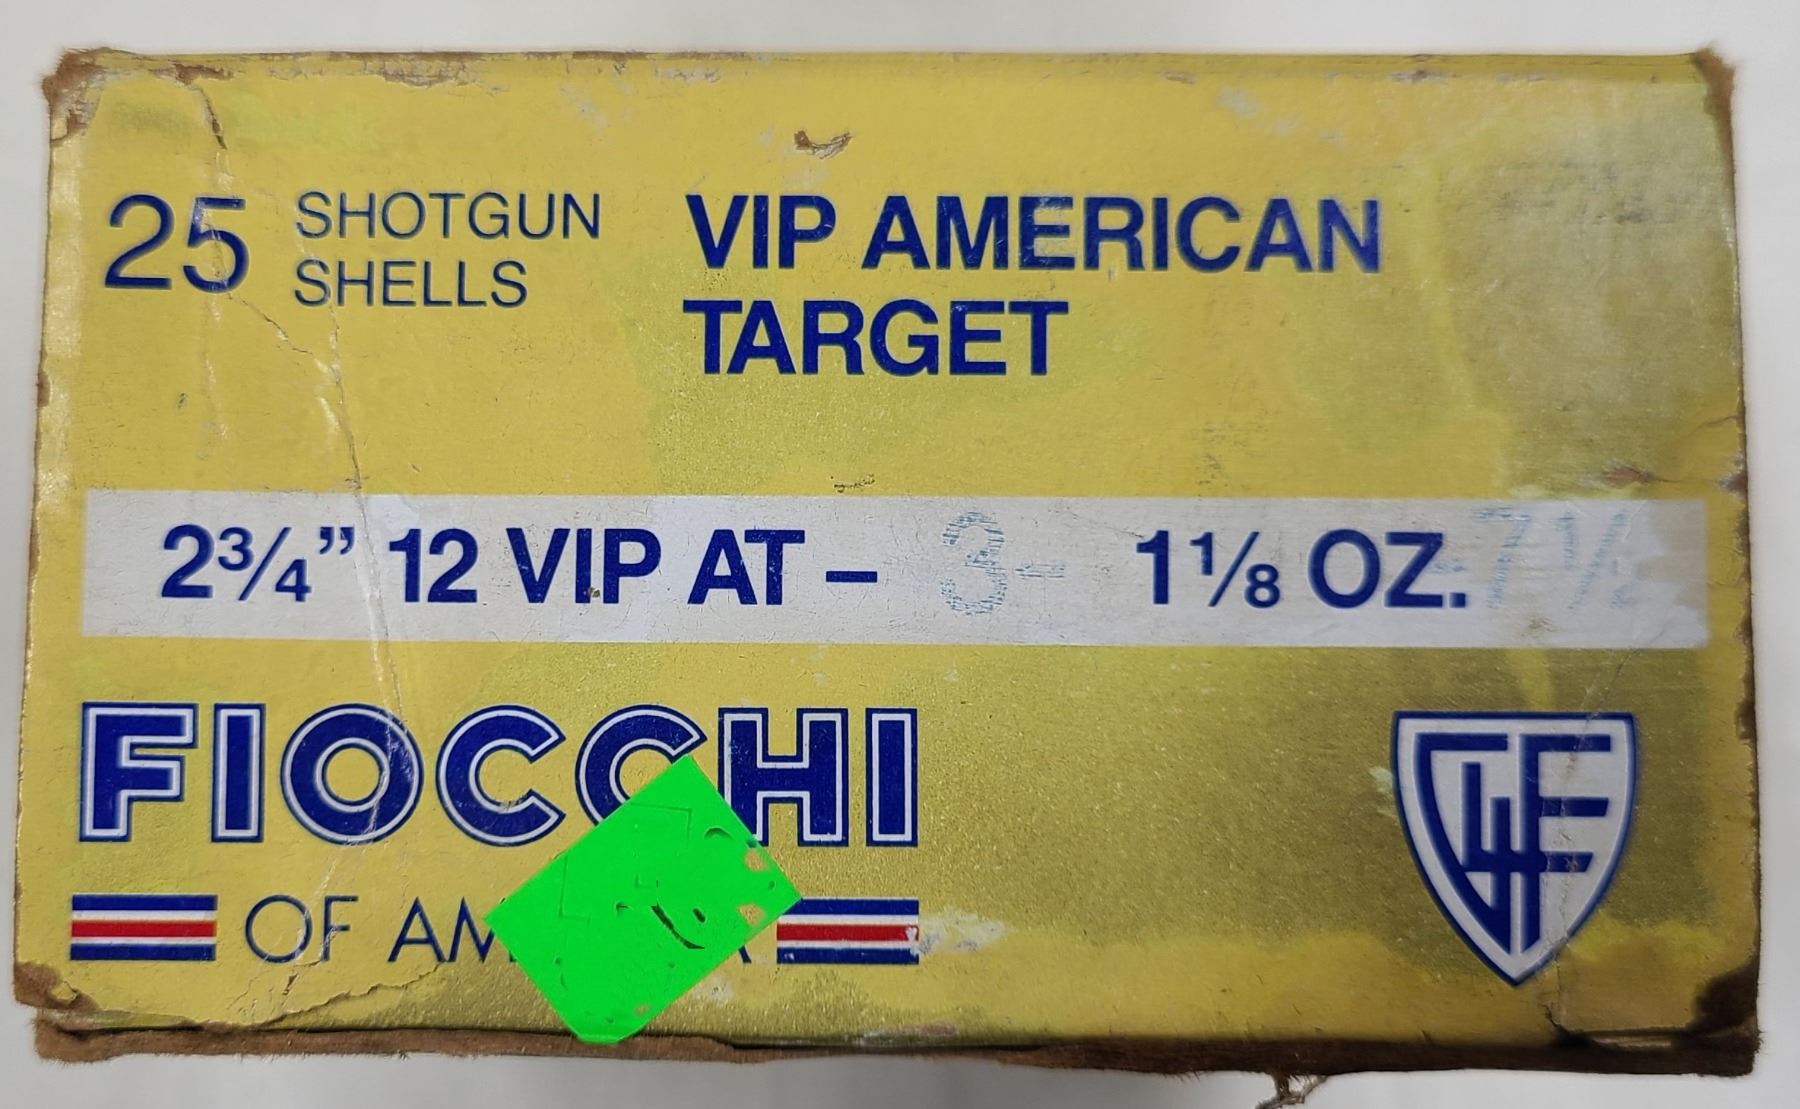 25 SHOTGUN
SHELLS
VIP AMERICAN
TARGET
2¾" 12 VIP AT – 3 - 1⅛ OZ. 7½
FIOCCHI
OF
GFL